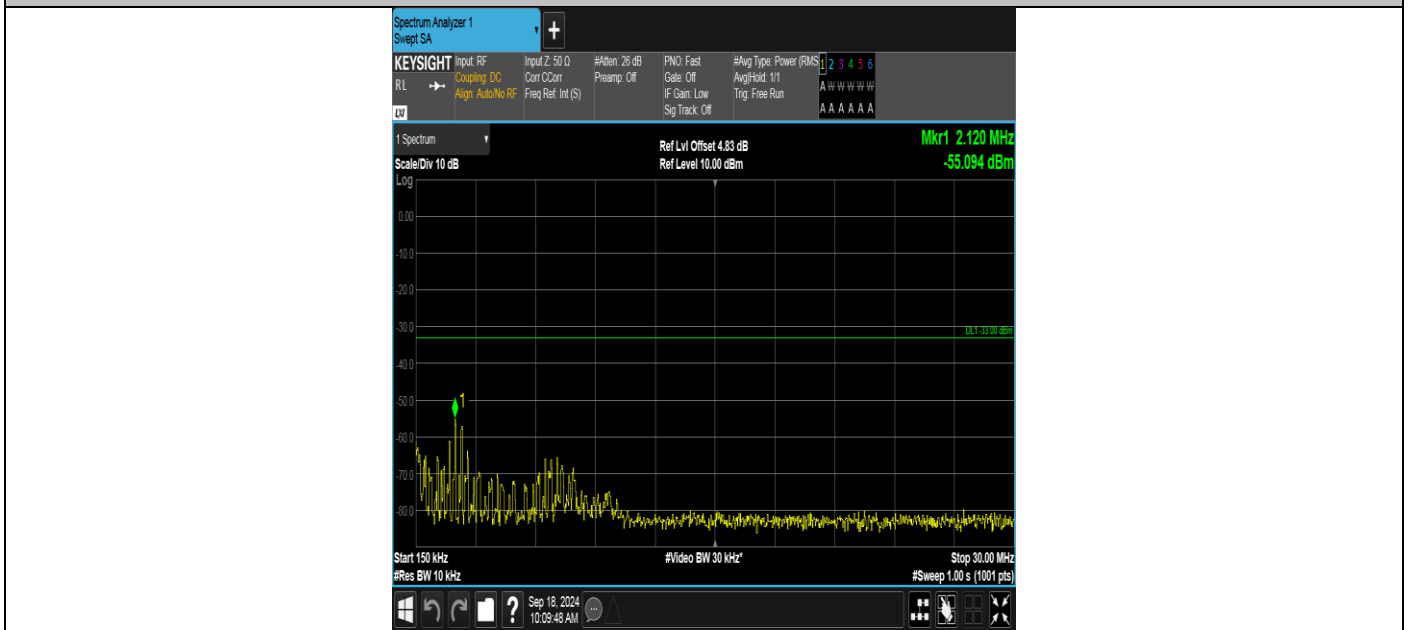 Spectrum Analyzer 1
Swept SA
+
KEYSIGHT
RL
LXI
Input: RF
Coupling: DC
Align: Auto/No RF
Input Z: 50 Ω
Corr CCorr
Freq Ref: Int (S)
#Atten: 26 dB
Preamp: Off
PNO: Fast
Gate: Off
IF Gain: Low
Sig Track: Off
#Avg Type: Power (RMS
Avg|Hold: 1/1
Trig: Free Run
1 2 3 4 5 6
A W W W W W
A A A A A A
1 Spectrum
Scale/Div 10 dB
Log
Ref Lvl Offset 4.83 dB
Ref Level 10.00 dBm
Mkr1 2.120 MHz
-55.094 dBm
0.00
-10.0
-20.0
-30.0
DL1 -33.00 dBm
-40.0
-50.0
1
-60.0
-70.0
-80.0
Start 150 kHz
#Res BW 10 kHz
#Video BW 30 kHz*
Stop 30.00 MHz
#Sweep 1.00 s (1001 pts)
?
Sep 18, 2024
10:09:48 AM